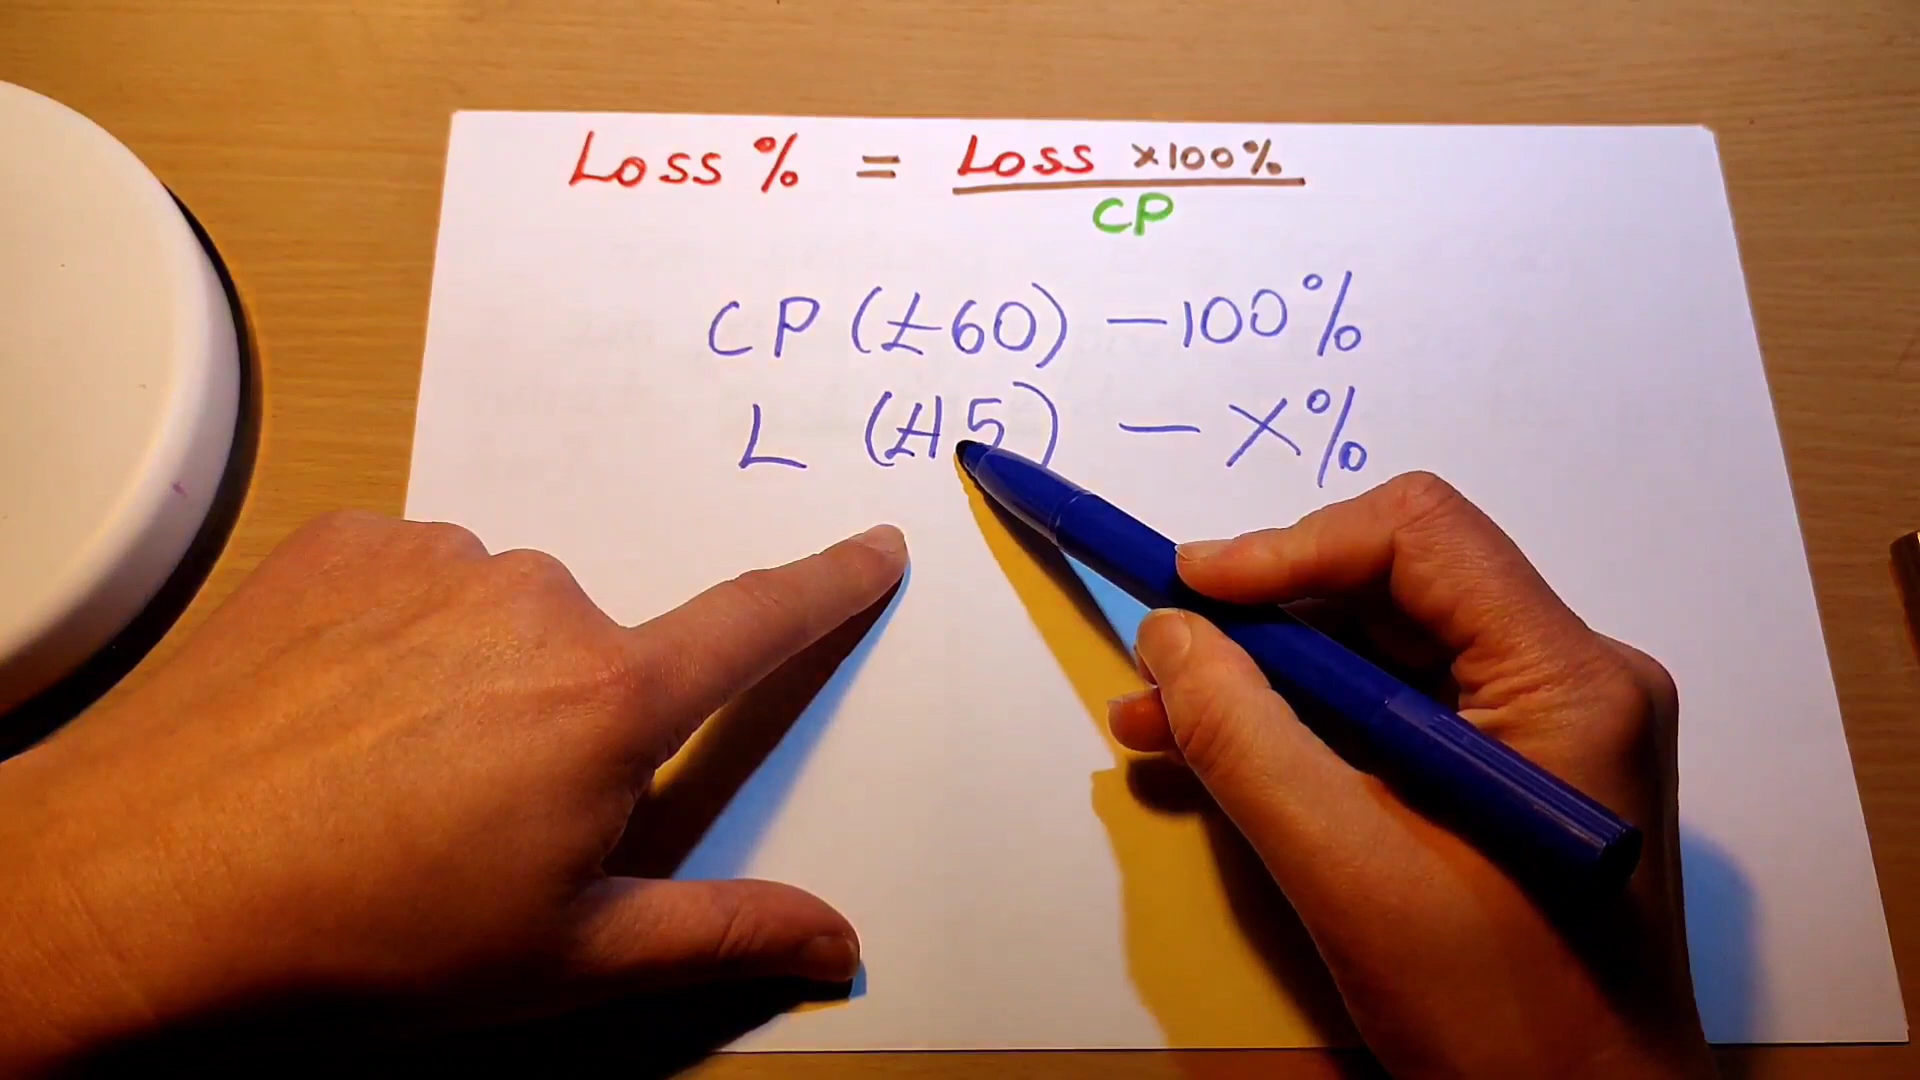 Loss % = Loss ×100%
CP
CP (£60) — 100%
L (£15) — X%